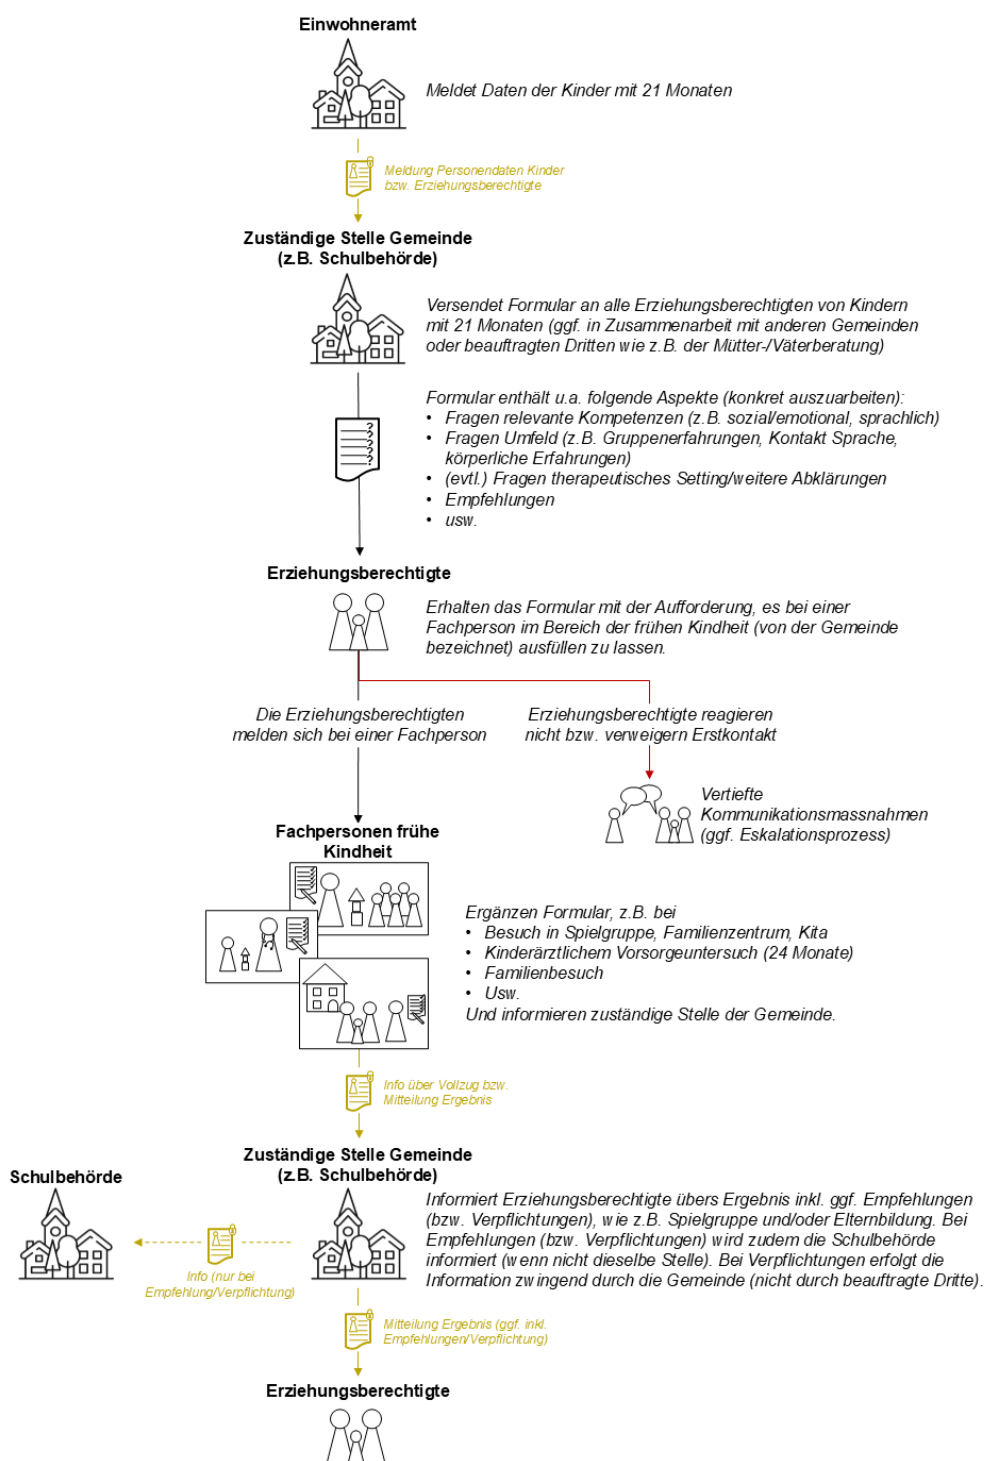 Einwohneramt
Meldet Daten der Kinder mit 21 Monaten
Meldung Personendaten Kinder
bzw. Erziehungsberechtigte
Zuständige Stelle Gemeinde
(z.B. Schulbehörde)
Versendet Formular an alle Erziehungsberechtigten von Kindern
mit 21 Monaten (ggf. in Zusammenarbeit mit anderen Gemeinden
oder beauftragten Dritten wie z.B. der Mütter-/Väterberatung)
Formular enthält u.a. folgende Aspekte (konkret auszuarbeiten):
• Fragen relevante Kompetenzen (z.B. sozial/emotional, sprachlich)
• Fragen Umfeld (z.B. Gruppenerfahrungen, Kontakt Sprache,
körperliche Erfahrungen)
• (evtl.) Fragen therapeutisches Setting/weitere Abklärungen
• Empfehlungen
• usw.
Erziehungsberechtigte
Erhalten das Formular mit der Aufforderung, es bei einer
Fachperson im Bereich der frühen Kindheit (von der Gemeinde
bezeichnet) ausfüllen zu lassen.
Die Erziehungsberechtigten
melden sich bei einer Fachperson
Erziehungsberechtigte reagieren
nicht bzw. verweigern Erstkontakt
Vertiefte
Kommunikationsmassnahmen
(ggf. Eskalationsprozess)
Fachpersonen frühe
Kindheit
Ergänzen Formular, z.B. bei
• Besuch in Spielgruppe, Familienzentrum, Kita
• Kinderärztlichem Vorsorgeuntersuch (24 Monate)
• Familienbesuch
• Usw.
Und informieren zuständige Stelle der Gemeinde.
Info über Vollzug bzw.
Mitteilung Ergebnis
Zuständige Stelle Gemeinde
(z.B. Schulbehörde)
Schulbehörde
Informiert Erziehungsberechtigte übers Ergebnis inkl. ggf. Empfehlungen
(bzw. Verpflichtungen), wie z.B. Spielgruppe und/oder Elternbildung. Bei
Empfehlungen (bzw. Verpflichtungen) wird zudem die Schulbehörde
informiert (wenn nicht dieselbe Stelle). Bei Verpflichtungen erfolgt die
Information zwingend durch die Gemeinde (nicht durch beauftragte Dritte).
Info (nur bei
Empfehlung/Verpflichtung)
Mitteilung Ergebnis (ggf. inkl.
Empfehlungen/Verpflichtung)
Erziehungsberechtigte